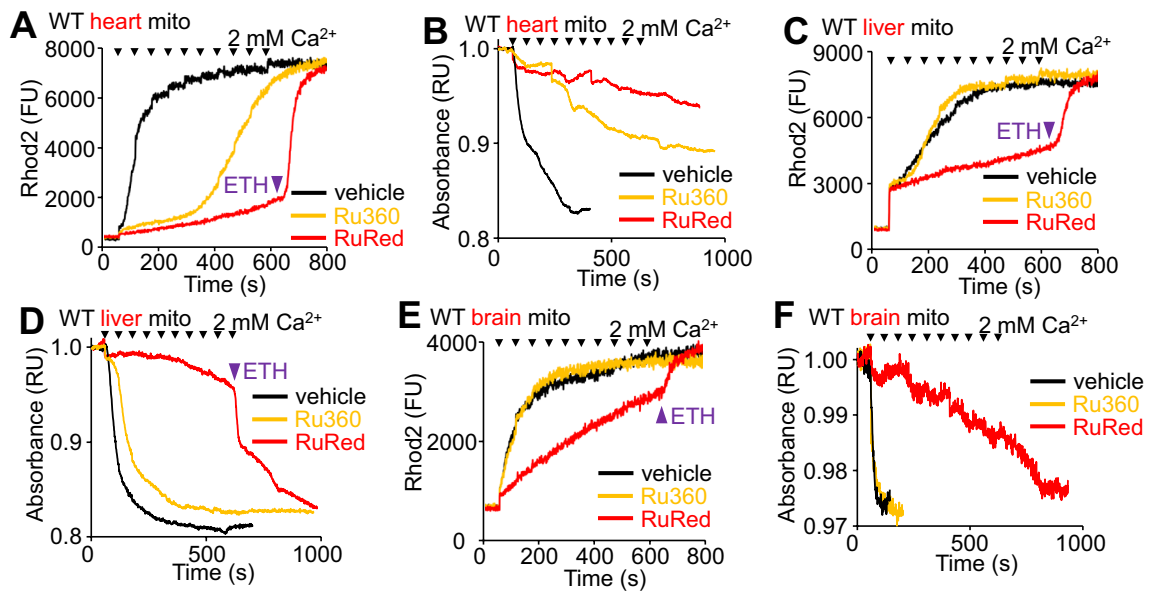 A
WT heart mito
2 mM Ca²⁺
8000
6000
4000
2000
0
Rhod2 (FU)
ETH
vehicle
Ru360
RuRed
0 200 400 600 800
Time (s)
B
WT heart mito
2 mM Ca²⁺
1.0
0.9
0.8
Absorbance (RU)
vehicle
Ru360
RuRed
0 500 1000
Time (s)
C
WT liver mito
2 mM Ca²⁺
9000
6000
3000
0
Rhod2 (FU)
ETH
vehicle
Ru360
RuRed
0 200 400 600 800
Time (s)
D
WT liver mito
2 mM Ca²⁺
1.0
0.9
0.8
Absorbance (RU)
ETH
vehicle
Ru360
RuRed
0 500 1000
Time (s)
E
WT brain mito
2 mM Ca²⁺
4000
2000
0
Rhod2 (FU)
ETH
vehicle
Ru360
RuRed
0 200 400 600 800
Time (s)
F
WT brain mito
2 mM Ca²⁺
1.00
0.99
0.98
0.97
Absorbance (RU)
vehicle
Ru360
RuRed
0 500 1000
Time (s)